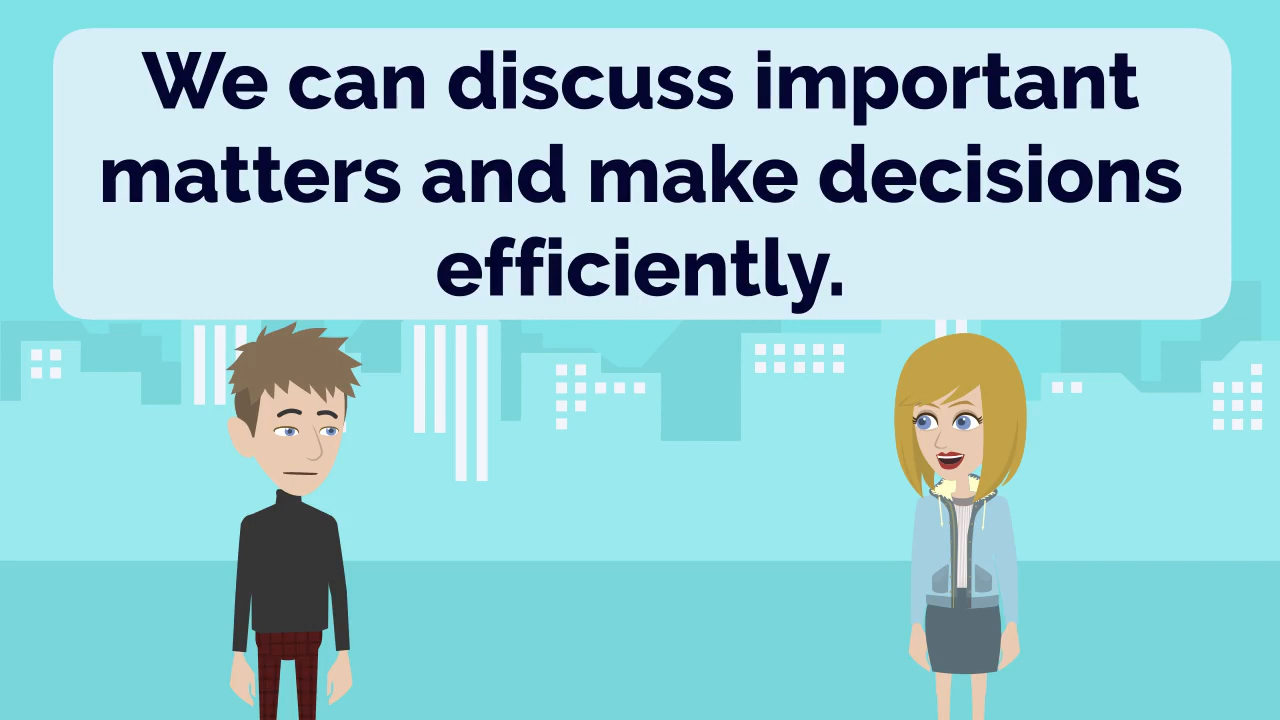 We can discuss important
matters and make decisions
efficiently.